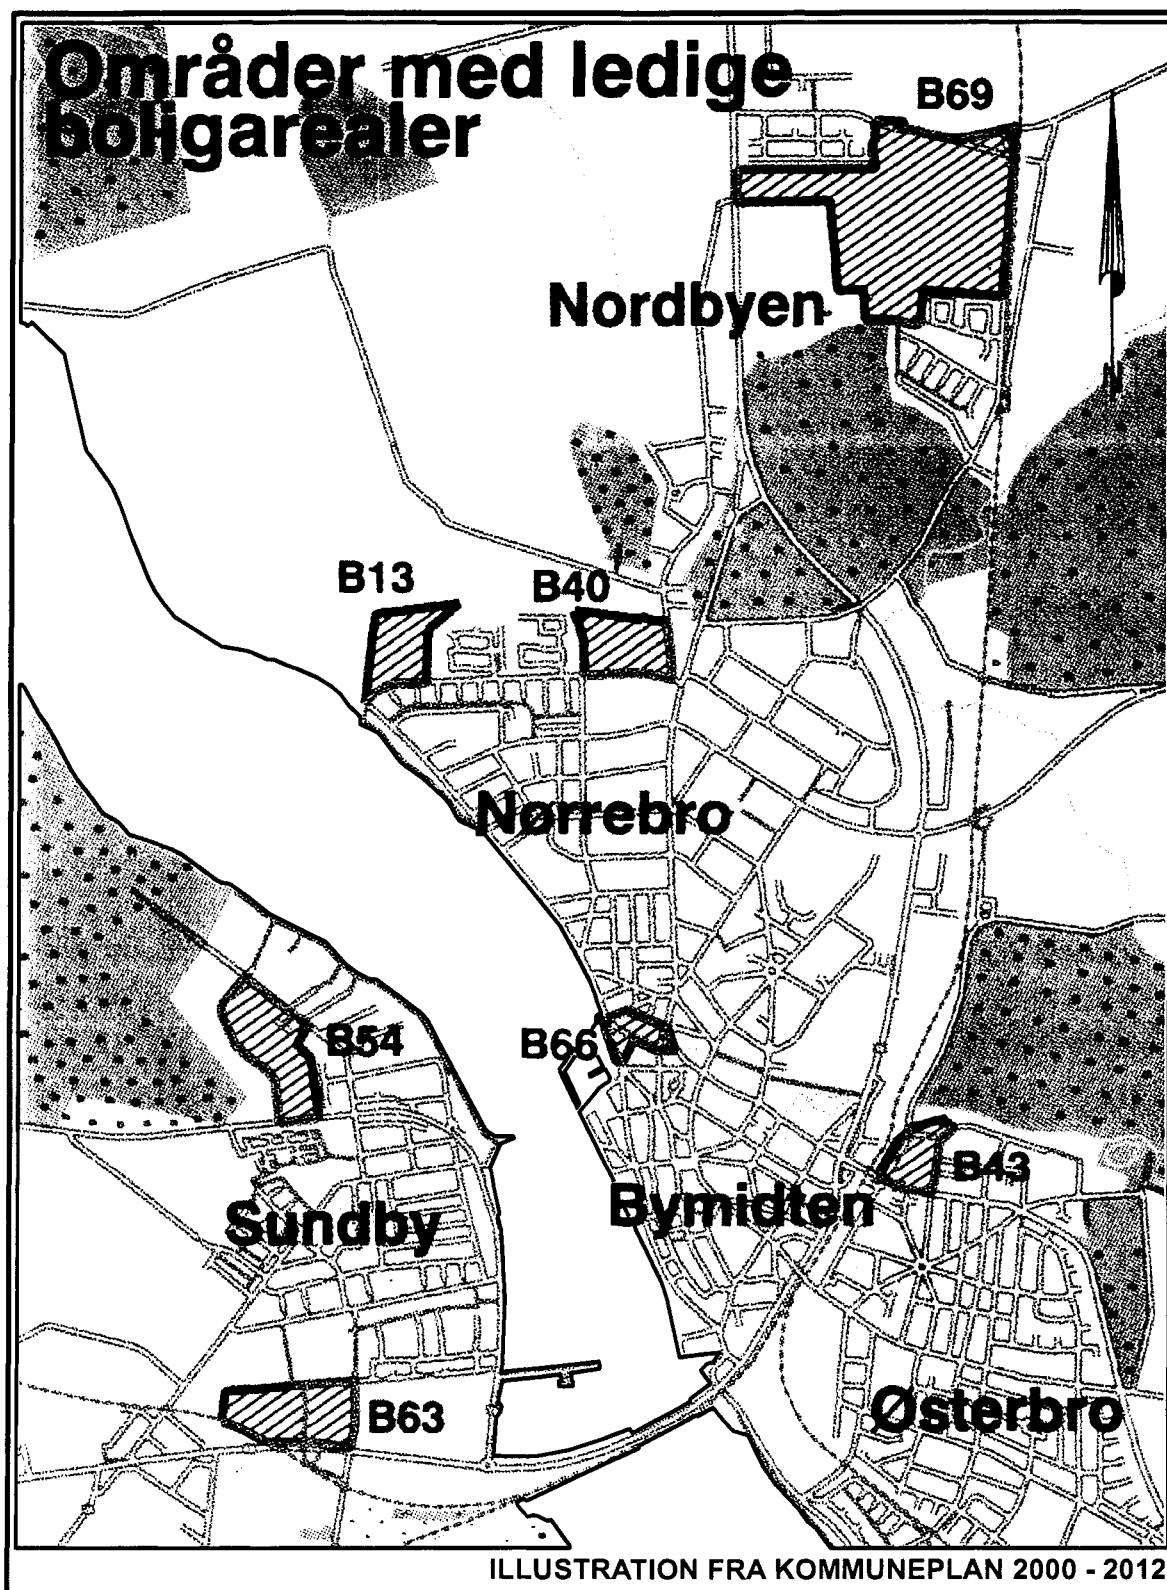 Områder med ledige
boligarealer
B69
Nordbyen
N
B13
B40
Nørrebro
B54
B66
B43
Sundby
Bymidten
B63
Østerbro
ILLUSTRATION FRA KOMMUNEPLAN 2000 - 2012